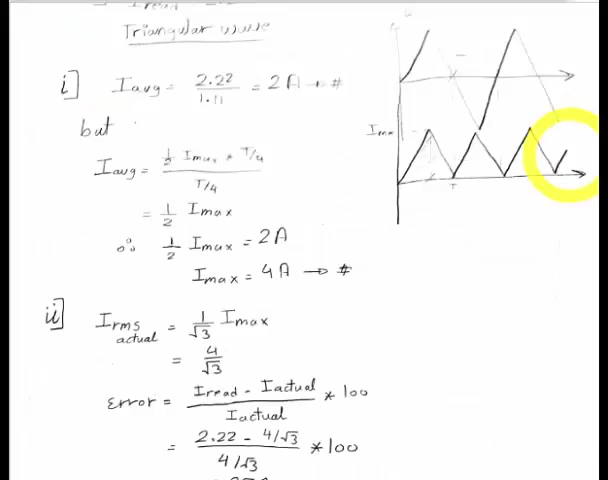 Iread
Triangular wave
i] Iavg = 2.22 / 1.11 = 2 A → #
but
Imax
Iavg = 1/2 Imax * T/4 / T/4
= 1/2 Imax
∴ 1/2 Imax = 2A
Imax = 4A → #
ii] Irms actual = 1/√3 Imax
= 4/√3
Error = Iread - Iactual / Iactual * 100
= 2.22 - 4/√3 / 4/√3 * 100